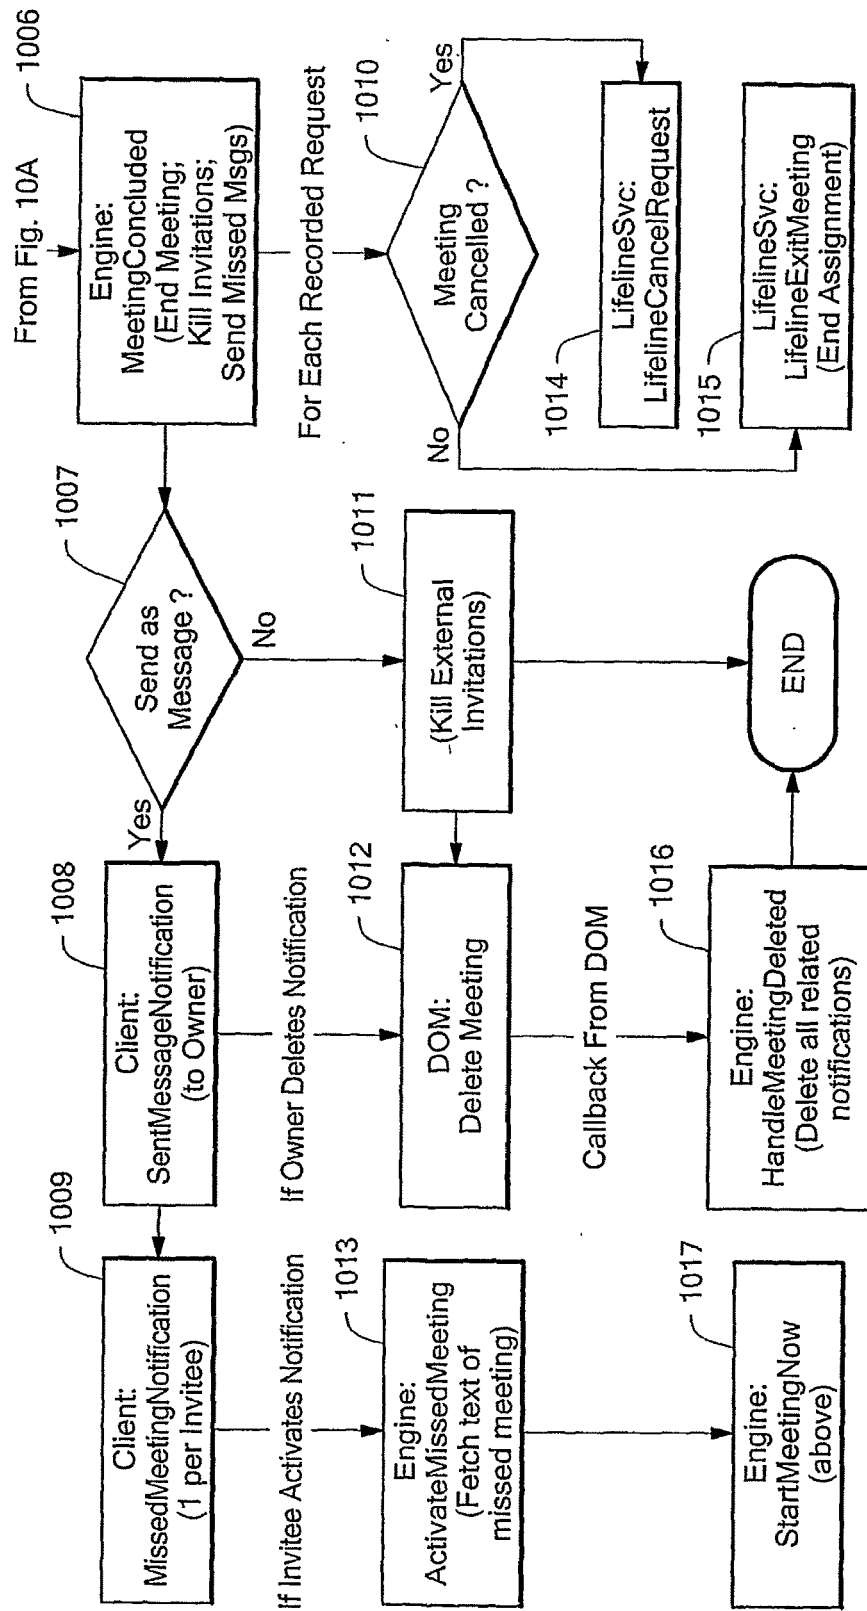 From Fig. 10A
1006
Engine:
MeetingConcluded
(End Meeting;
Kill Invitations;
Send Missed Msgs)
1007
Send as
Message ?
Yes
No
1008
Client:
SentMessageNotification
(to Owner)
1009
Client:
MissedMeetingNotification
(1 per Invitee)
For Each Recorded Request
1010
Meeting
Cancelled ?
Yes
No
If Owner Deletes Notification
If Invitee Activates Notification
1011
(Kill External
Invitations)
1012
DOM:
Delete Meeting
1013
Engine:
ActivateMissedMeeting
(Fetch text of
missed meeting)
1014
LifelineSvc:
LifelineCancelRequest
1015
LifelineSvc:
LifelineExitMeeting
(End Assignment)
Callback From DOM
END
1016
Engine:
HandleMeetingDeleted
(Delete all related
notifications)
1017
Engine:
StartMeetingNow
(above)